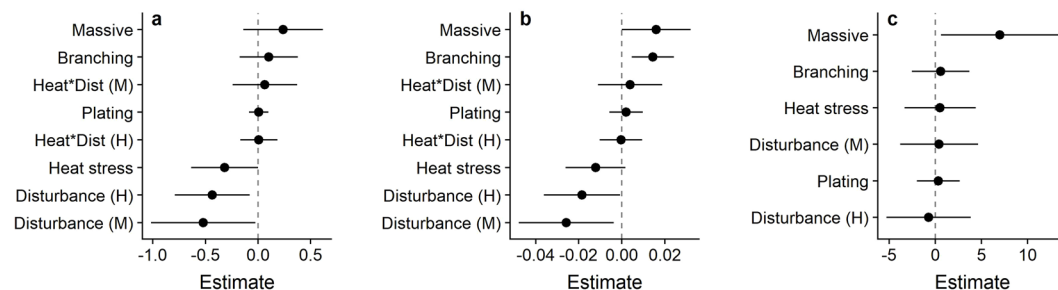 a
Massive
Branching
Heat*Dist (M)
Plating
Heat*Dist (H)
Heat stress
Disturbance (H)
Disturbance (M)
-1.0 -0.5 0.0 0.5
Estimate
b
Massive
Branching
Heat*Dist (M)
Plating
Heat*Dist (H)
Heat stress
Disturbance (H)
Disturbance (M)
-0.04 -0.02 0.00 0.02
Estimate
c
Massive
Branching
Heat stress
Disturbance (M)
Plating
Disturbance (H)
-5 0 5 10
Estimate